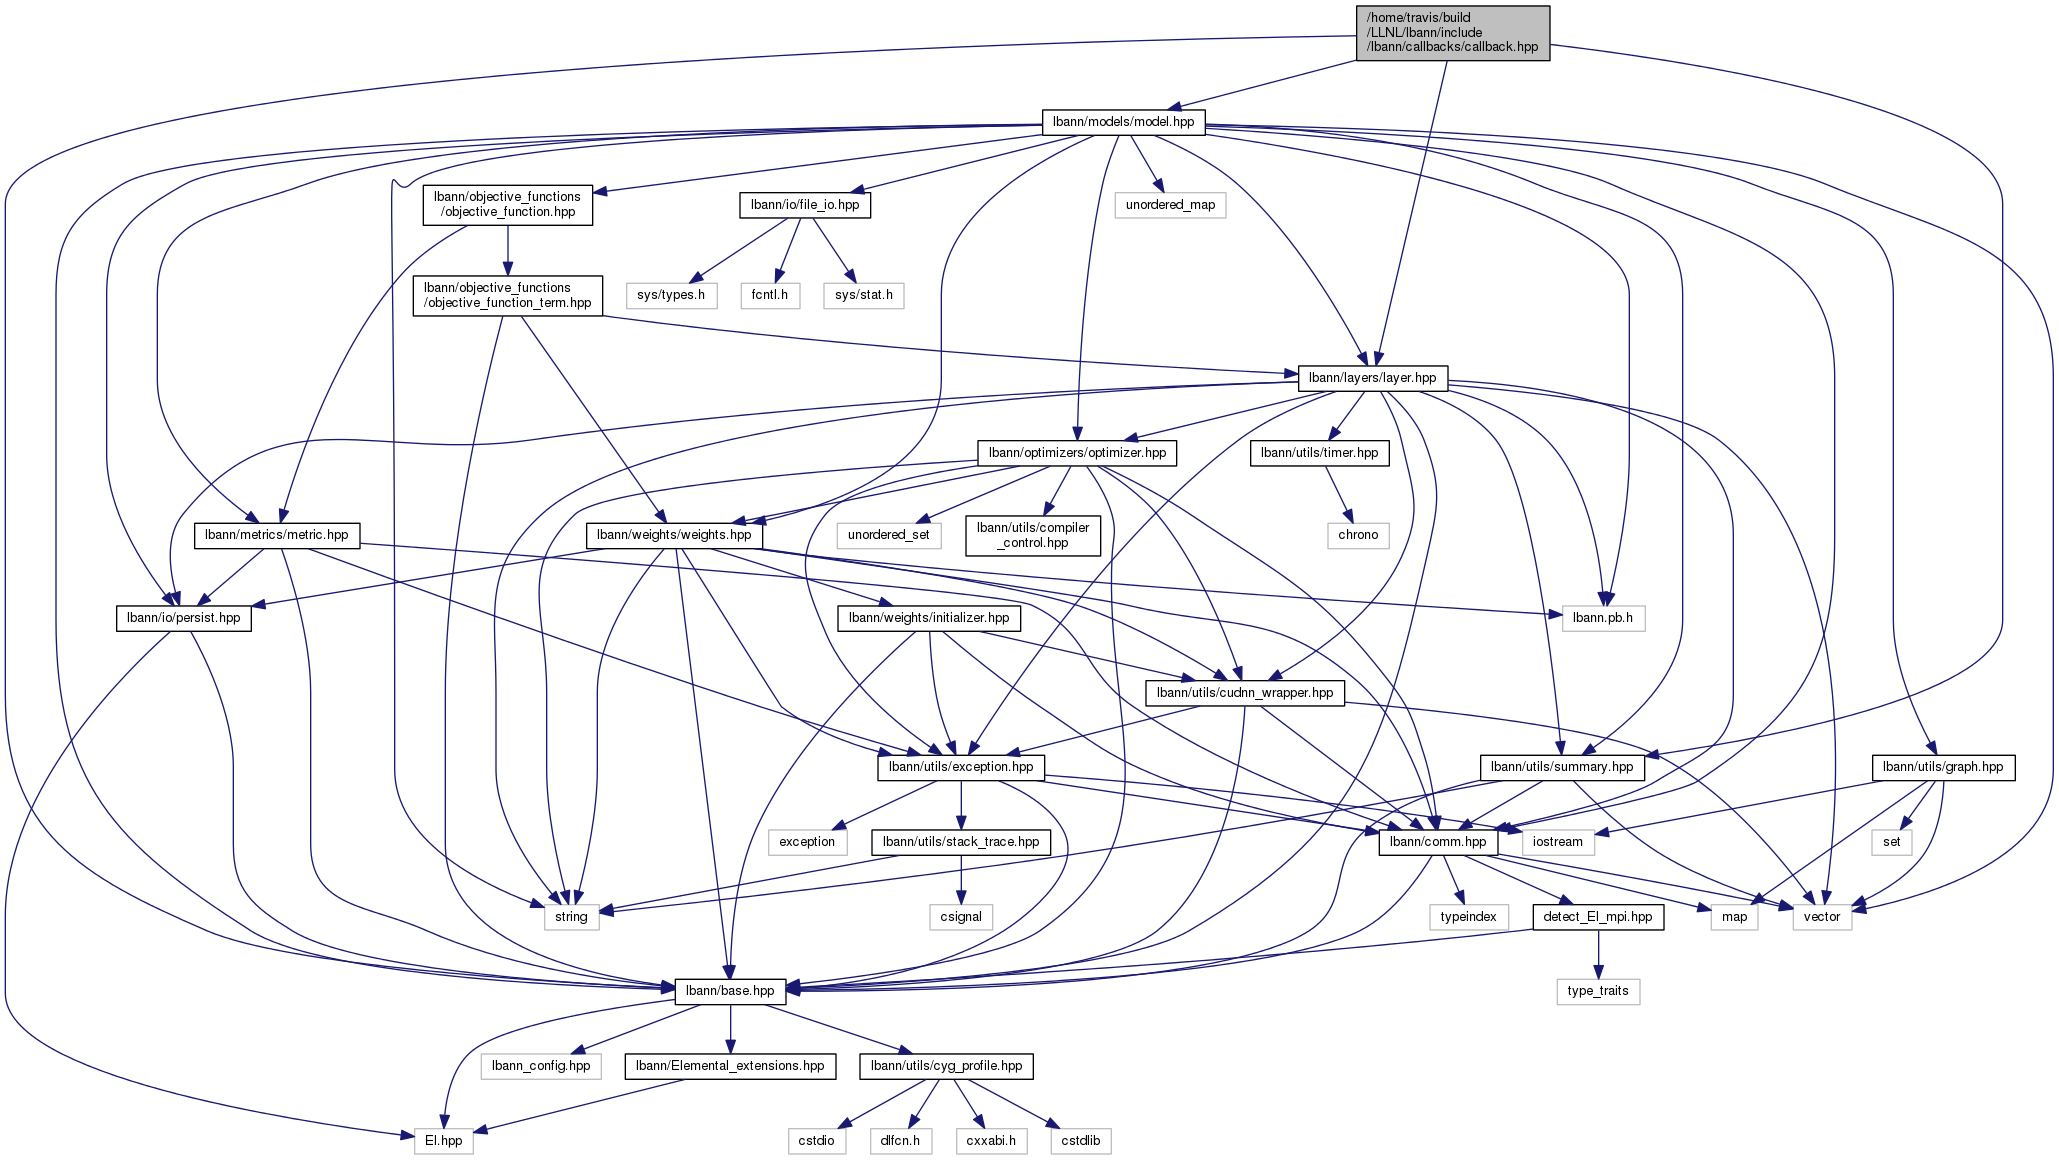 /home/travis/build
/LLNL/lbann/include
/lbann/callbacks/callback.hpp
lbann/models/model.hpp
lbann/objective_functions
/objective_function.hpp
lbann/io/file_io.hpp
unordered_map
lbann/objective_functions
/objective_function_term.hpp
sys/types.h
fcntl.h
sys/stat.h
lbann/layers/layer.hpp
lbann/optimizers/optimizer.hpp
lbann/utils/timer.hpp
lbann/metrics/metric.hpp
lbann/weights/weights.hpp
unordered_set
lbann/utils/compiler
_control.hpp
chrono
lbann/io/persist.hpp
lbann/weights/initializer.hpp
lbann.pb.h
lbann/utils/cudnn_wrapper.hpp
lbann/utils/exception.hpp
lbann/utils/summary.hpp
lbann/utils/graph.hpp
exception
lbann/utils/stack_trace.hpp
lbann/comm.hpp
iostream
set
string
csignal
typeindex
detect_El_mpi.hpp
map
vector
lbann/base.hpp
type_traits
lbann_config.hpp
lbann/Elemental_extensions.hpp
lbann/utils/cyg_profile.hpp
El.hpp
cstdio
dlfcn.h
cxxabi.h
cstdlib